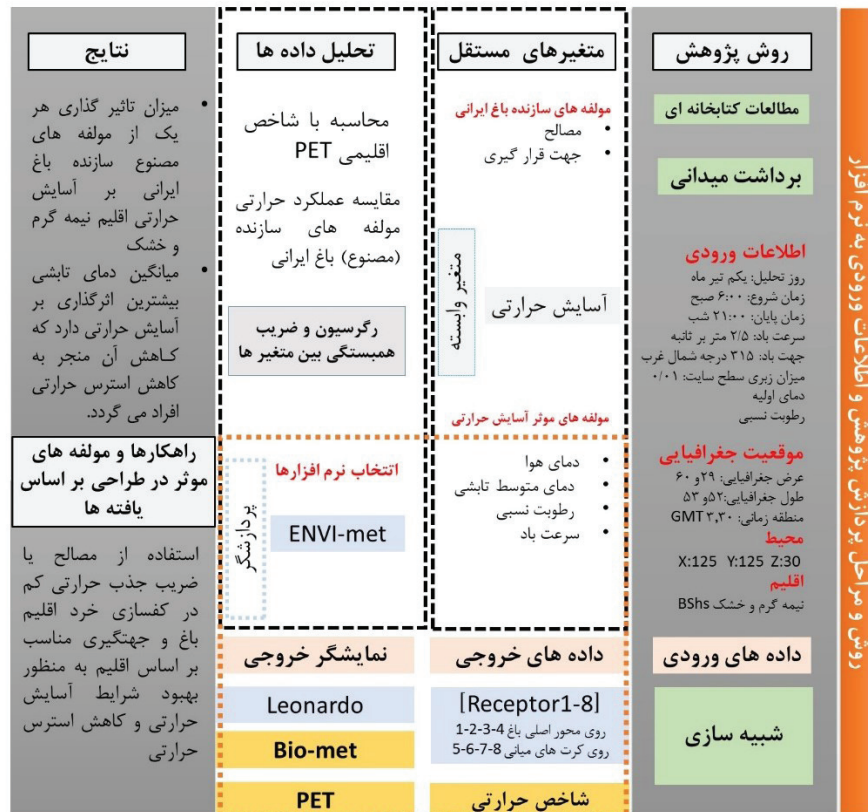 روش و مراحل پردازش پژوهش و اطلاعات ورودی به نرم افزار
روش پژوهش
مطالعات کتابخانه ای
برداشت میدانی
اطلاعات ورودی
روز تحلیل: یکم تیر ماه
زمان شروع: ۶:۰۰ صبح
زمان پایان: ۲۱:۰۰ شب
سرعت باد: ۲/۵ متر بر ثانیه
جهت باد: ۳۱۵ درجه شمال غرب
میزان زبری سطح سایت: ۰/۰۱
دمای اولیه
رطوبت نسبی
موقعیت جغرافیایی
عرض جغرافیایی: ۲۹و ۶۰
طول جغرافیایی:۵۲و ۵۳
منطقه زمانی: GMT ۳,۳۰
محیط
X:125 Y:125 Z:30
اقلیم
نیمه گرم و خشک BShs
داده های ورودی
شبیه سازی
متغیرهای مستقل
مولفه های سازنده باغ ایرانی
• مصالح
• جهت قرار گیری
متغیر وابسته
آسایش حرارتی
مولفه های موثر آسایش حرارتی
• دمای هوا
• دمای متوسط تابشی
• رطوبت نسبی
• سرعت باد
داده های خروجی
[Receptor1-8]
روی محور اصلی باغ 4-3-2-1
روی کرت های میانی 8-7-6-5
شاخص حرارتی
تحلیل داده ها
محاسبه با شاخص
اقلیمی PET
مقایسه عملکرد حرارتی
مولفه های سازنده
(مصنوع) باغ ایرانی
رگرسیون و ضریب
همبستگی بین متغیر ها
انتخاب نرم افزارها
پردازشگر
ENVI-met
نمایشگر خروجی
Leonardo
Bio-met
PET
نتایج
• میزان تاثیر گذاری هر
یک از مولفه های
مصنوع سازنده باغ
ایرانی بر آسایش
حرارتی اقلیم نیمه گرم
و خشک
• میانگین دمای تابشی
بیشترین اثرگذاری بر
آسایش حرارتی دارد که
کاهش آن منجر به
کاهش استرس حرارتی
افراد می گردد.
راهکارها و مولفه های
موثر در طراحی بر اساس
یافته ها
استفاده از مصالح یا
ضریب جذب حرارتی کم
در کفسازی خرد اقلیم
باغ و جهتگیری مناسب
بر اساس اقلیم به منظور
بهبود شرایط آسایش
حرارتی و کاهش استرس
حرارتی